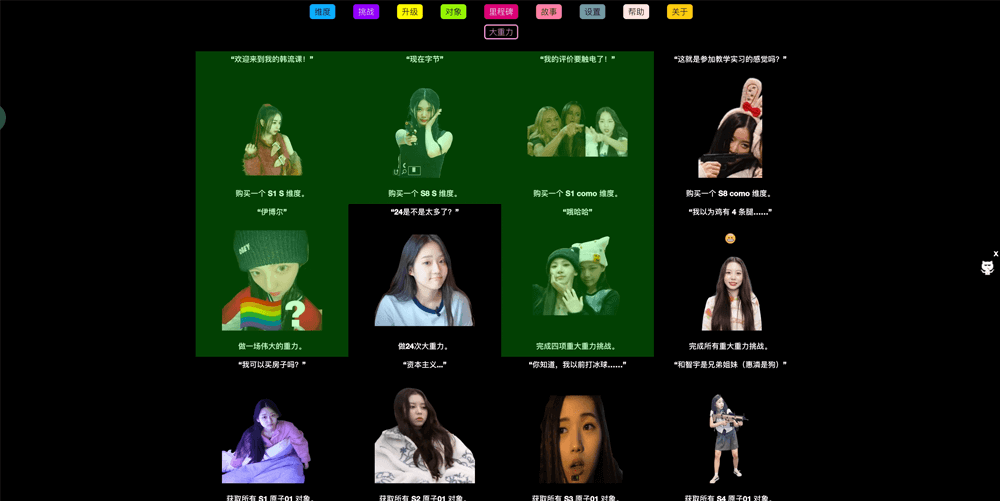 维度 挑战 升级 对象 里程碑 故事 设置 帮助 关于
大重力
“欢迎来到我的韩流课！” “现在字节” “我的评价要触电了！” “这就是参加教学实习的感觉吗？”
购买一个 S1 S 维度。 购买一个 S8 S 维度。 购买一个 S1 como 维度。 购买一个 S8 como 维度。
“伊博尔” “24是不是太多了？” “哦哈哈” “我以为鸡有 4 条腿……”
OBEY
?
做一场伟大的重力。 做24次大重力。 完成四项重大重力挑战。 完成所有重大重力挑战。
“我可以买房子吗？” “资本主义...” “你知道，我以前打冰球……” “和智宇是兄弟姐妹（惠潾是狗）”
获取所有 S1 原子01 对象。 获取所有 S2 原子01 对象。 获取所有 S3 原子01 对象。 获取所有 S4 原子01 对象。
x